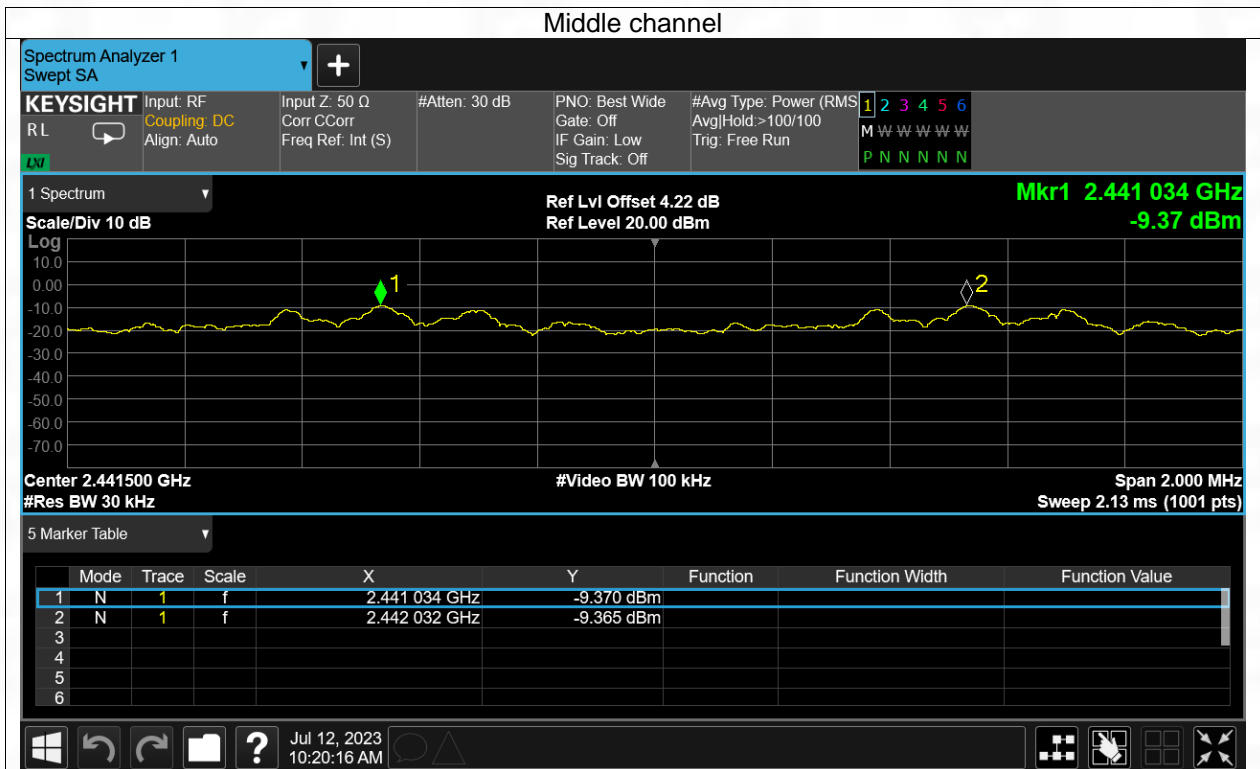 Middle channel
Spectrum Analyzer 1
Swept SA
KEYSIGHT
R L
LXI
Input: RF
Coupling: DC
Align: Auto
Input Z: 50 Ω
Corr CCorr
Freq Ref: Int (S)
#Atten: 30 dB
PNO: Best Wide
Gate: Off
IF Gain: Low
Sig Track: Off
#Avg Type: Power (RMS
Avg|Hold:>100/100
Trig: Free Run
1 2 3 4 5 6
M W W W W W
P N N N N N
1 Spectrum
Scale/Div 10 dB
Ref Lvl Offset 4.22 dB
Ref Level 20.00 dBm
Mkr1 2.441 034 GHz
-9.37 dBm
Log
10.0
0.00
-10.0
-20.0
-30.0
-40.0
-50.0
-60.0
-70.0
1
2
Center 2.441500 GHz
#Video BW 100 kHz
Span 2.000 MHz
#Res BW 30 kHz
Sweep 2.13 ms (1001 pts)
5 Marker Table
Mode Trace Scale X Y Function Function Width Function Value
1 N 1 f 2.441 034 GHz -9.370 dBm
2 N 1 f 2.442 032 GHz -9.365 dBm
3
4
5
6
?
Jul 12, 2023
10:20:16 AM